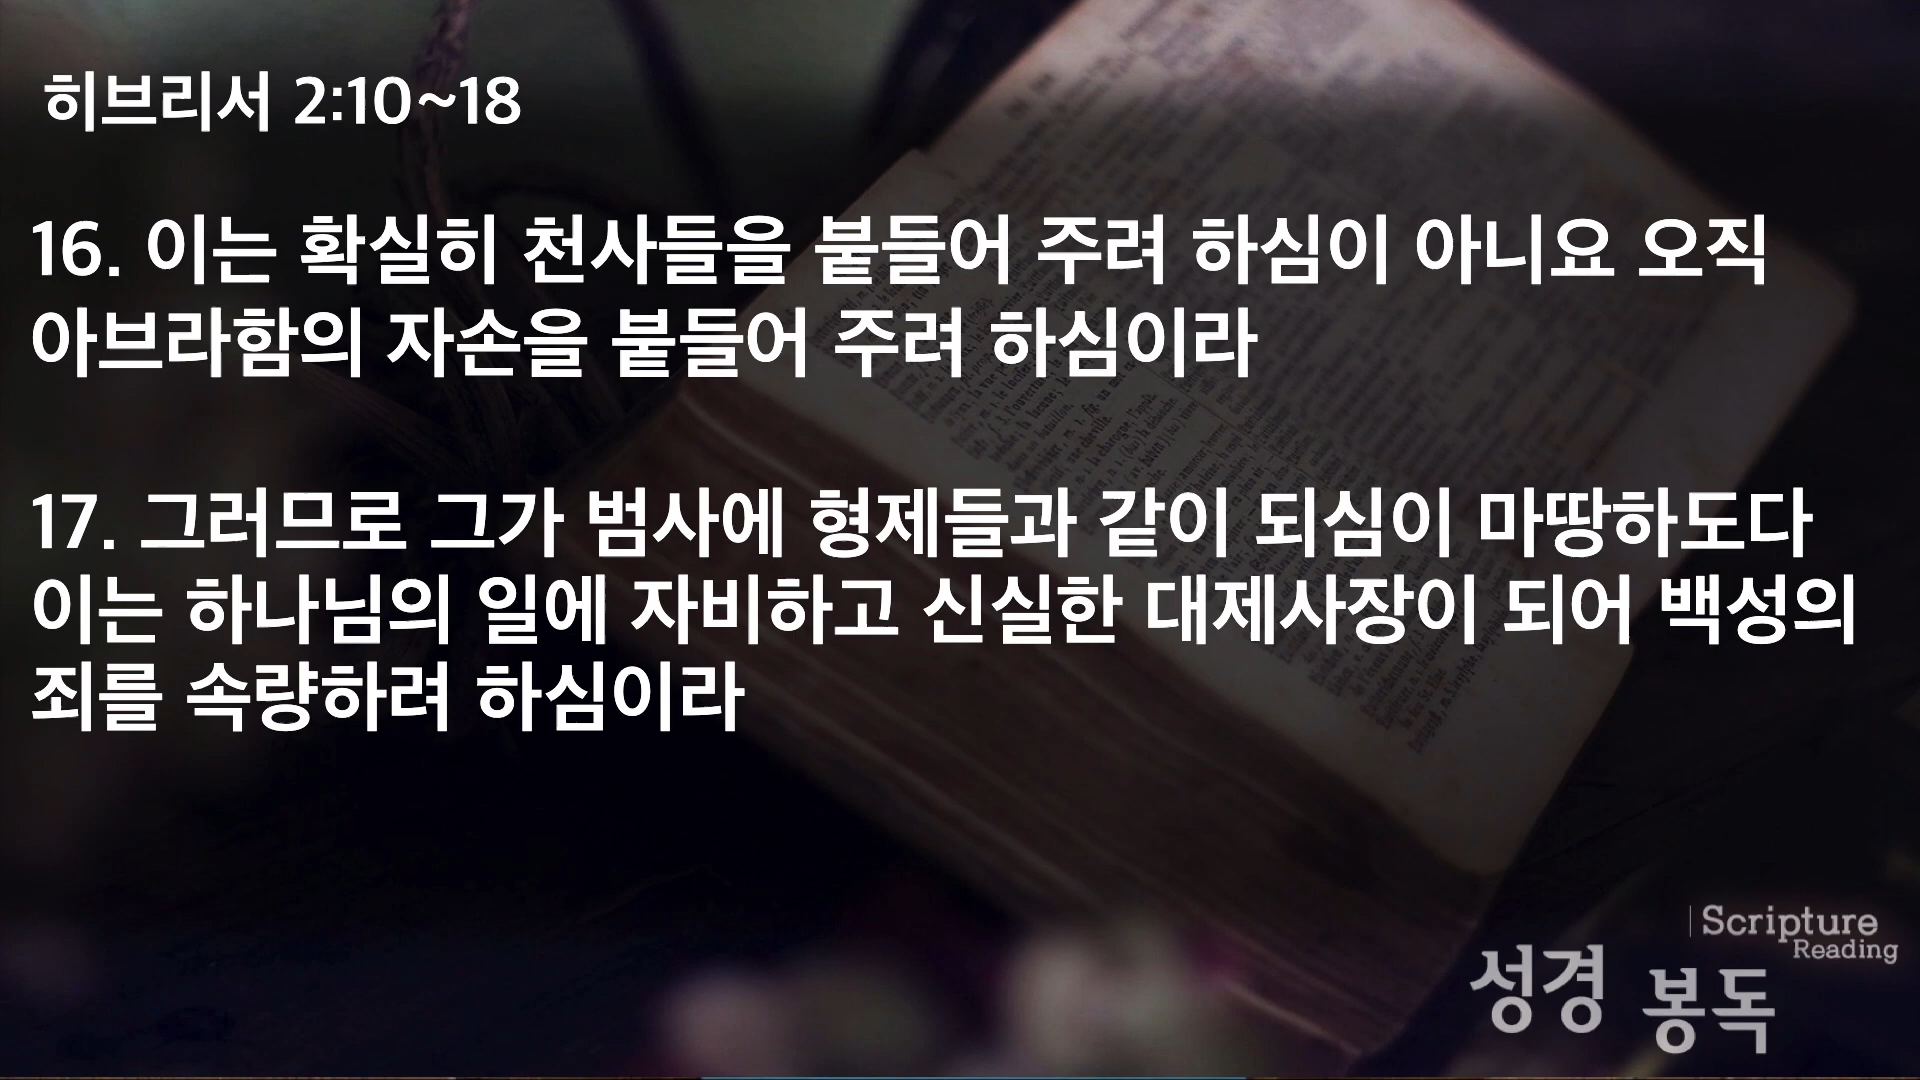 히브리서 2:10~18
16. 이는 확실히 천사들을 붙들어 주려 하심이 아니요 오직
아브라함의 자손을 붙들어 주려 하심이라
17. 그러므로 그가 범사에 형제들과 같이 되심이 마땅하도다
이는 하나님의 일에 자비하고 신실한 대제사장이 되어 백성의
죄를 속량하려 하심이라
Scripture
Reading
성경 봉독